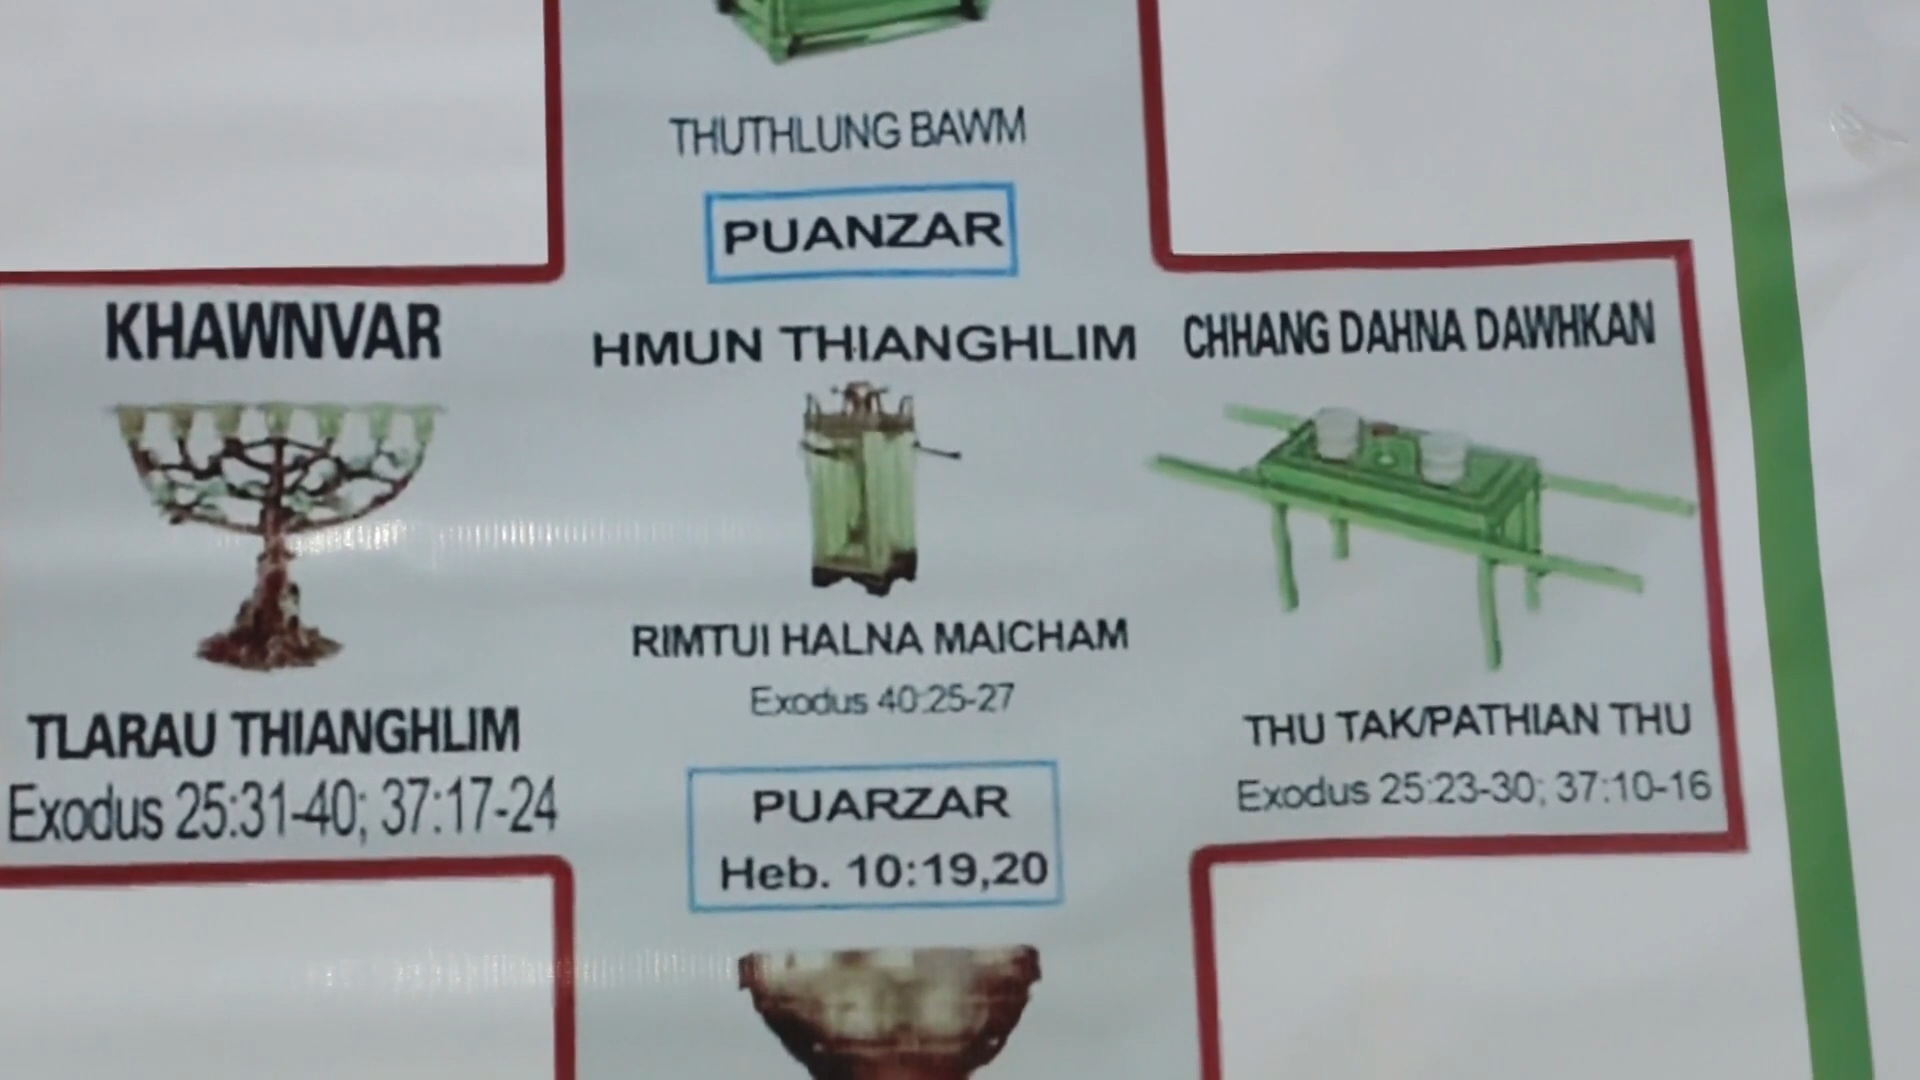 THUTHLUNG BAWM
PUANZAR
KHAWNVAR
HMUN THIANGHLIM
CHHANG DAHNA DAWHKAN
RIMTUI HALNA MAICHAM
Exodus 40:25-27
TLARAU THIANGHLIM
Exodus 25:31-40; 37:17-24
THU TAK/PATHIAN THU
Exodus 25:23-30; 37:10-16
PUARZAR
Heb. 10:19,20